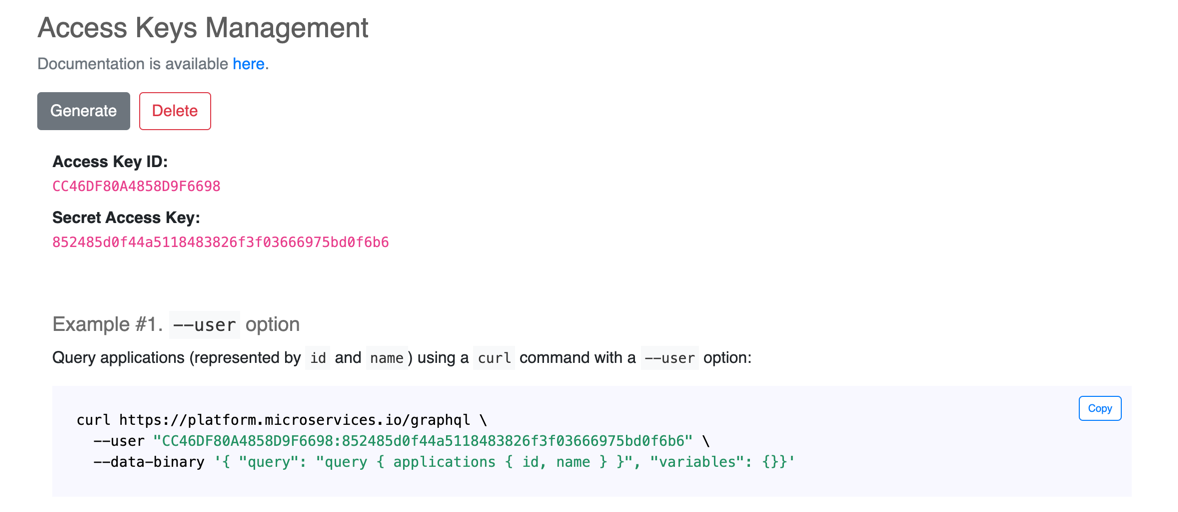 Access Keys Management
Documentation is available here.
Generate Delete
Access Key ID:
CC46DF80A4858D9F6698
Secret Access Key:
852485d0f44a5118483826f3f03666975bd0f6b6
Example #1. --user option
Query applications (represented by id and name) using a curl command with a --user option:
Copy
curl https://platform.microservices.io/graphql \
--user "CC46DF80A4858D9F6698:852485d0f44a5118483826f3f03666975bd0f6b6" \
--data-binary '{ "query": "query { applications { id, name } }", "variables": {}}'